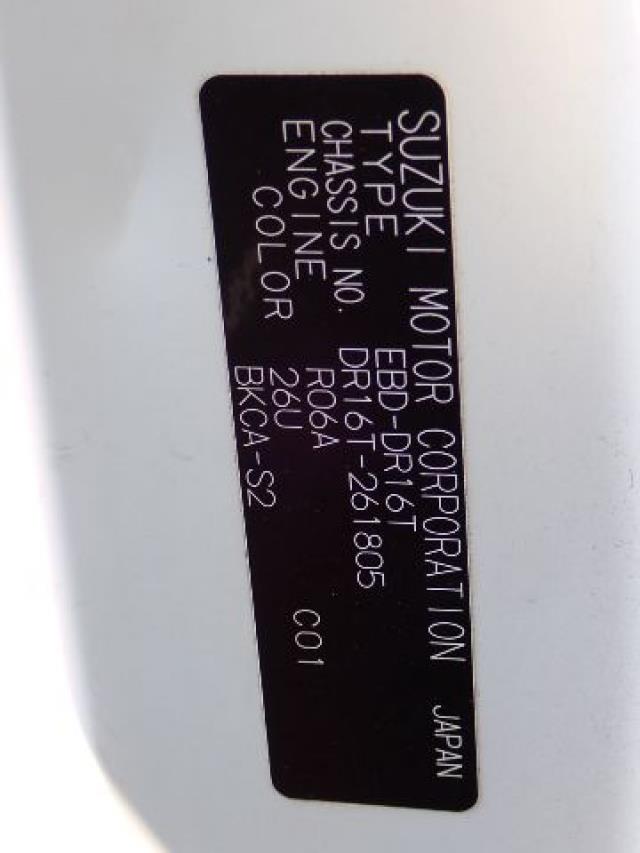 SUZUKI MOTOR CORPORATION JAPAN
TYPE EBD-DR16T
CHASSIS NO. DR16T-261805
ENGINE R06A
COLOR 26U C01
BKCA-S2